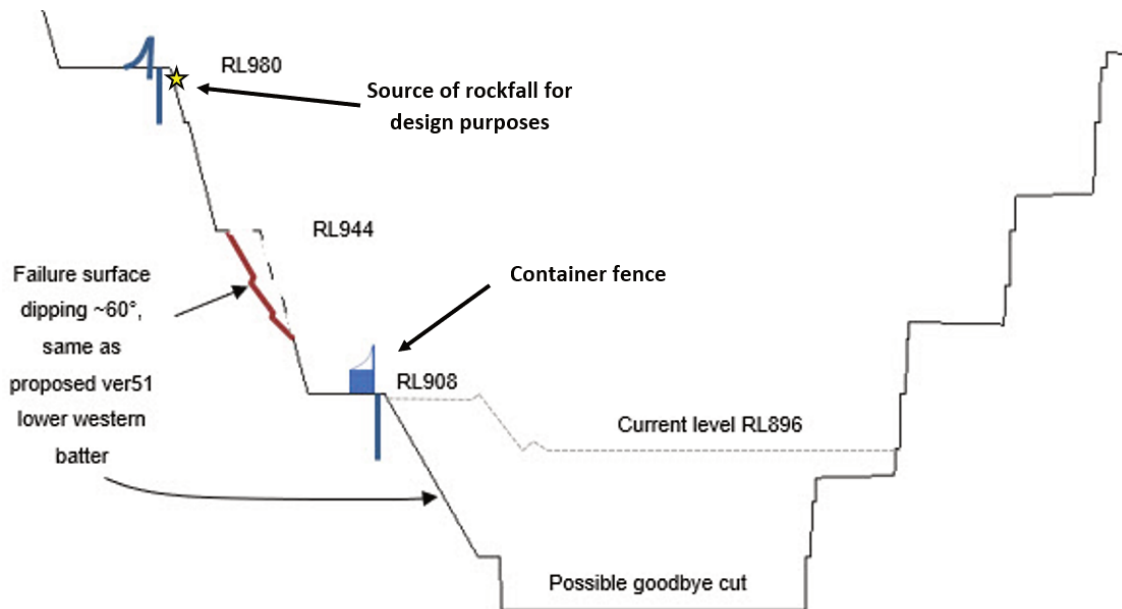 RL980
Source of rockfall for
design purposes
RL944
Failure surface
dipping ~60°,
same as
proposed ver51
lower western
batter
Container fence
RL908
Current level RL896
Possible goodbye cut